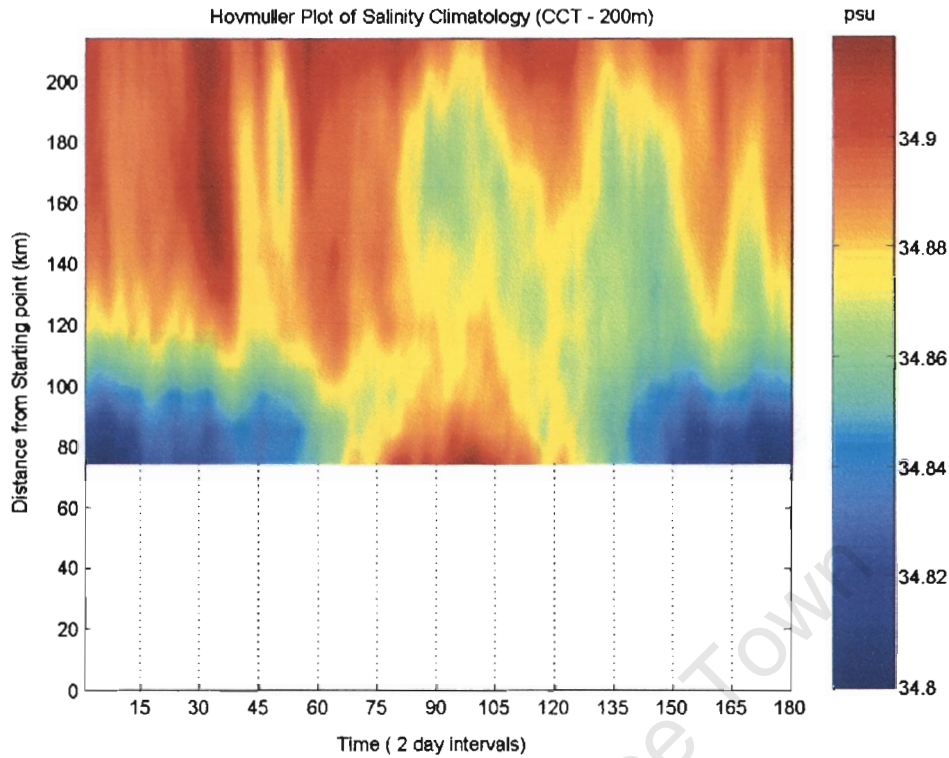 Hovmuller Plot of Salinity Climatology (CCT - 200m)
psu
200
180
160
140
120
100
80
60
40
20
0
Distance from Starting point (km)
15 30 45 60 75 90 105 120 135 150 165 180
Time ( 2 day intervals)
34.9
34.88
34.86
34.84
34.82
34.8
Town